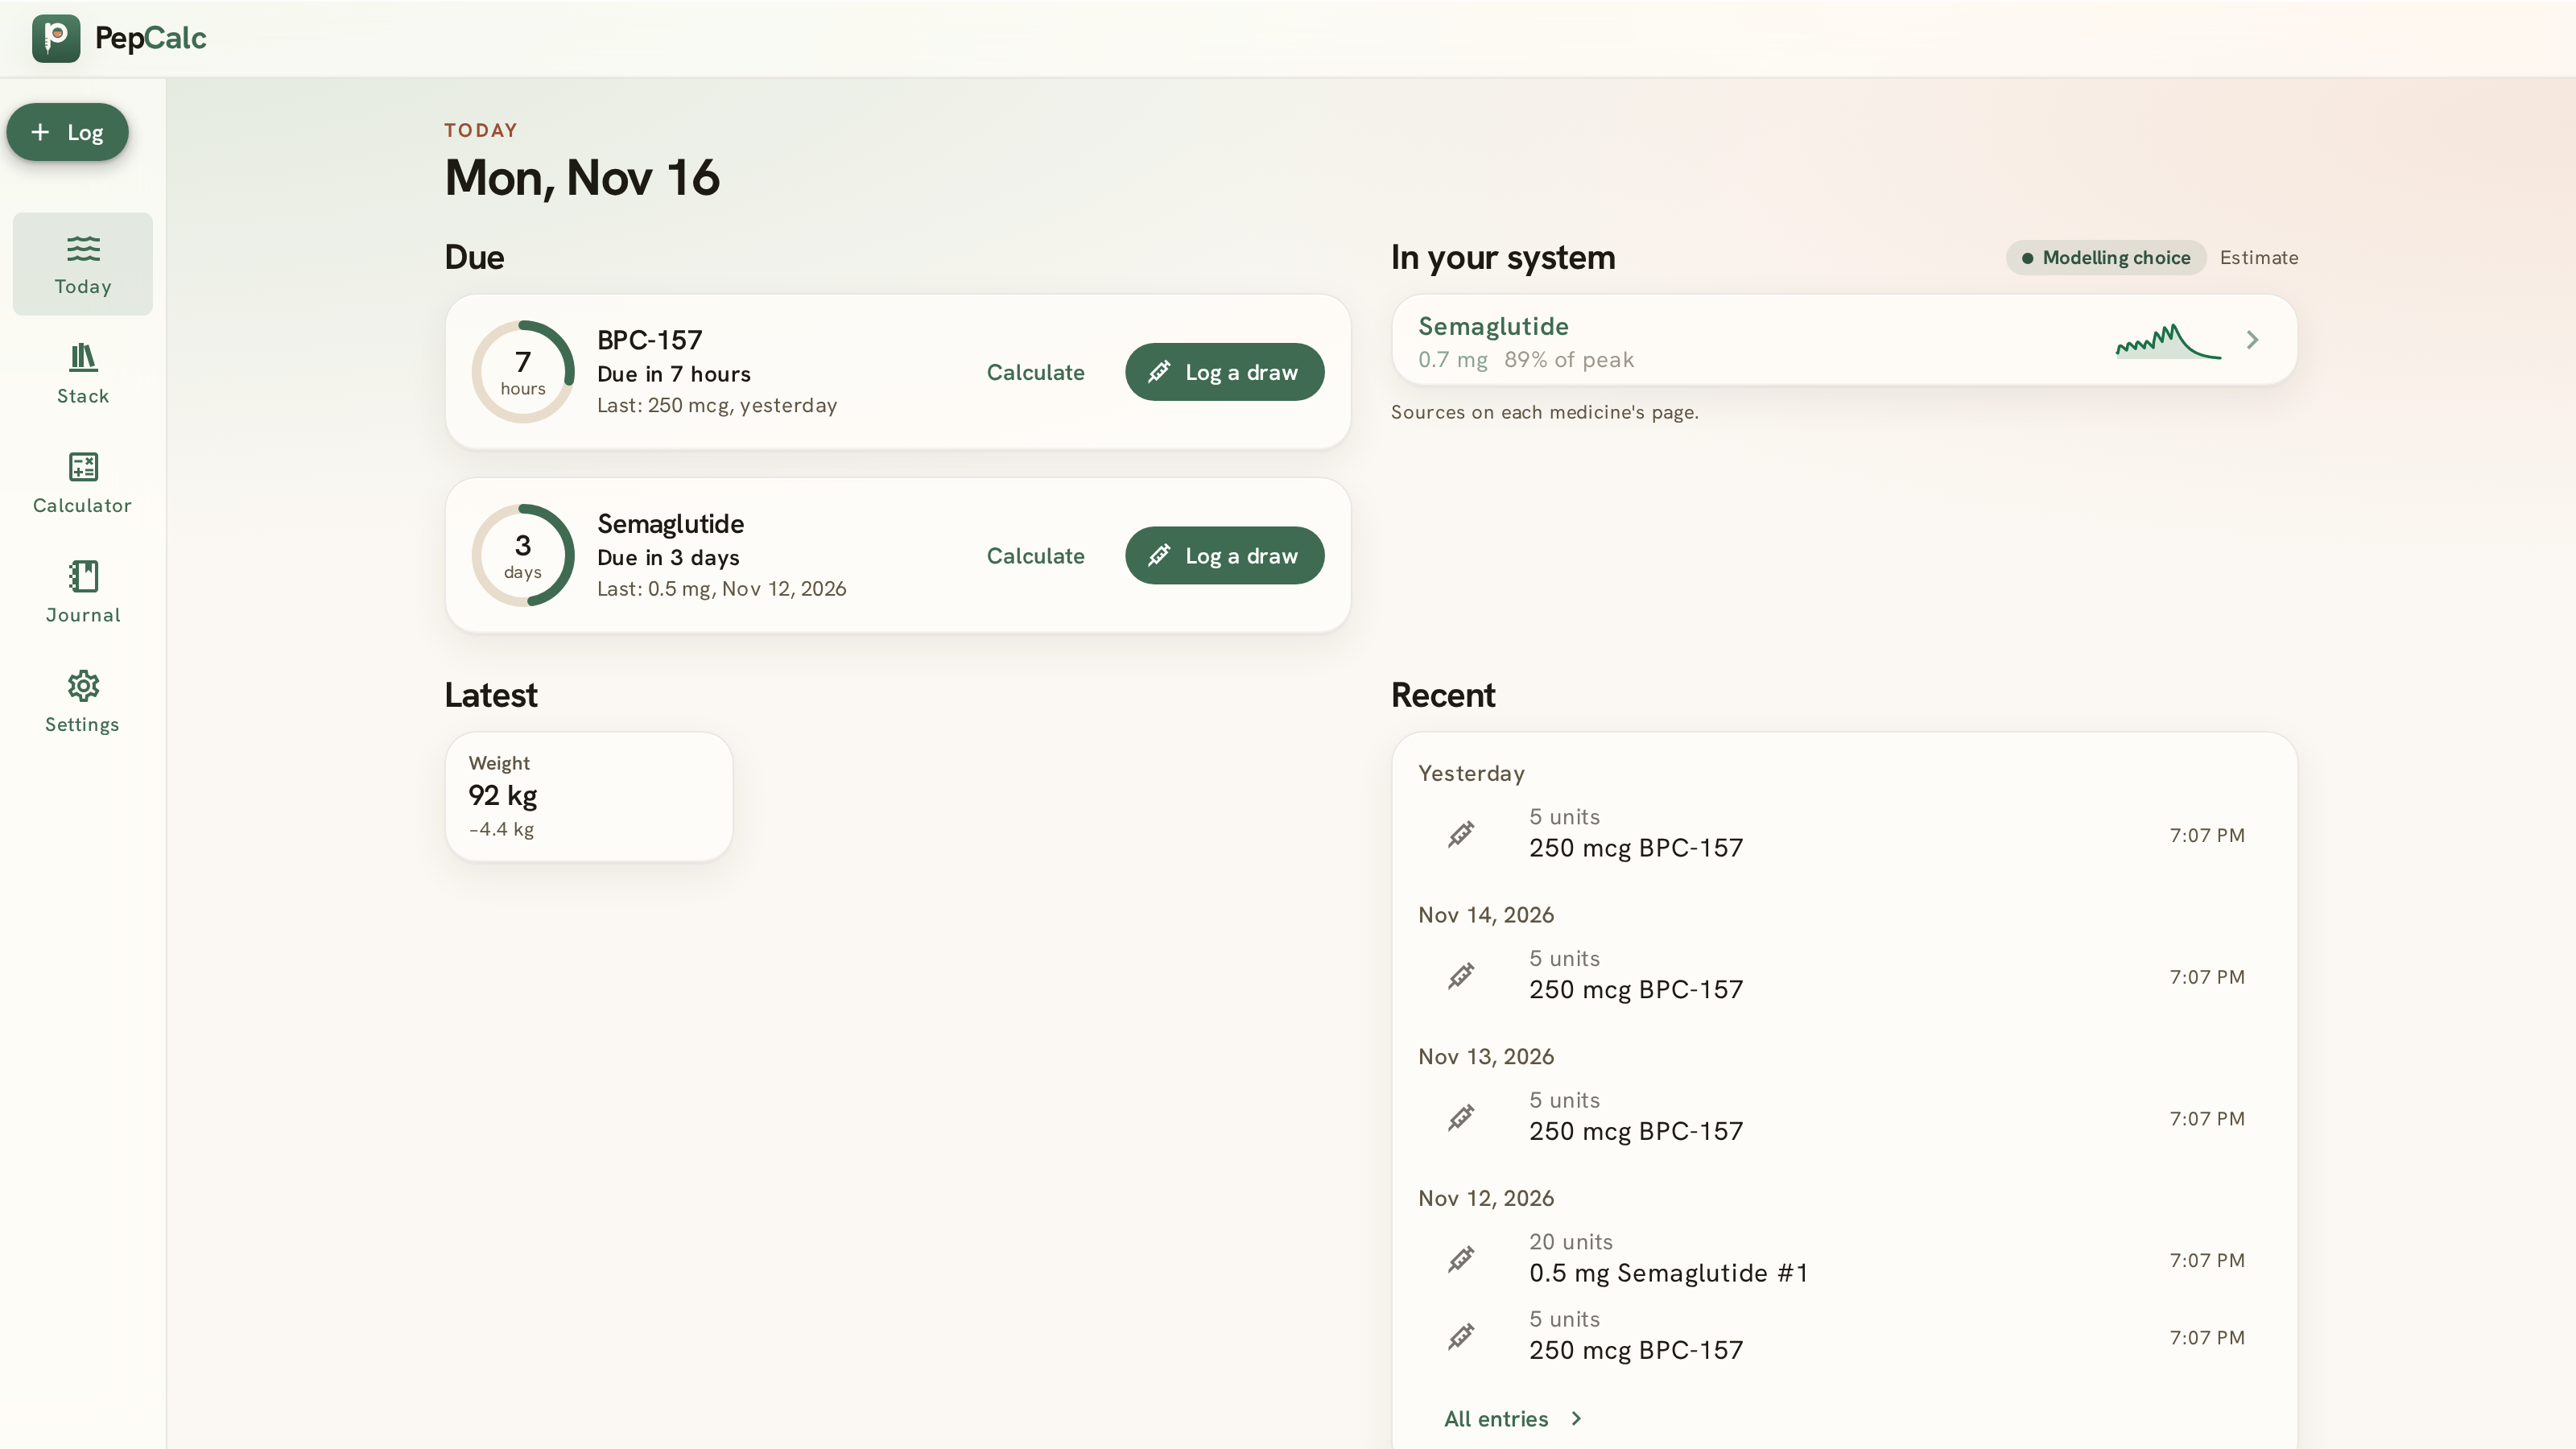 PepCalc
Log
Today
Stack
Calculator
Journal
Settings
TODAY
Mon, Nov 16
Due
7
hours
BPC-157
Due in 7 hours
Last: 250 mcg, yesterday
Calculate
Log a draw
3
days
Semaglutide
Due in 3 days
Last: 0.5 mg, Nov 12, 2026
Calculate
Log a draw
In your system
Modelling choice
Estimate
Semaglutide
0.7 mg 89% of peak
Sources on each medicine's page.
Latest
Weight
92 kg
−4.4 kg
Recent
Yesterday
5 units
250 mcg BPC-157
7:07 PM
Nov 14, 2026
5 units
250 mcg BPC-157
7:07 PM
Nov 13, 2026
5 units
250 mcg BPC-157
7:07 PM
Nov 12, 2026
20 units
0.5 mg Semaglutide #1
7:07 PM
5 units
250 mcg BPC-157
7:07 PM
All entries